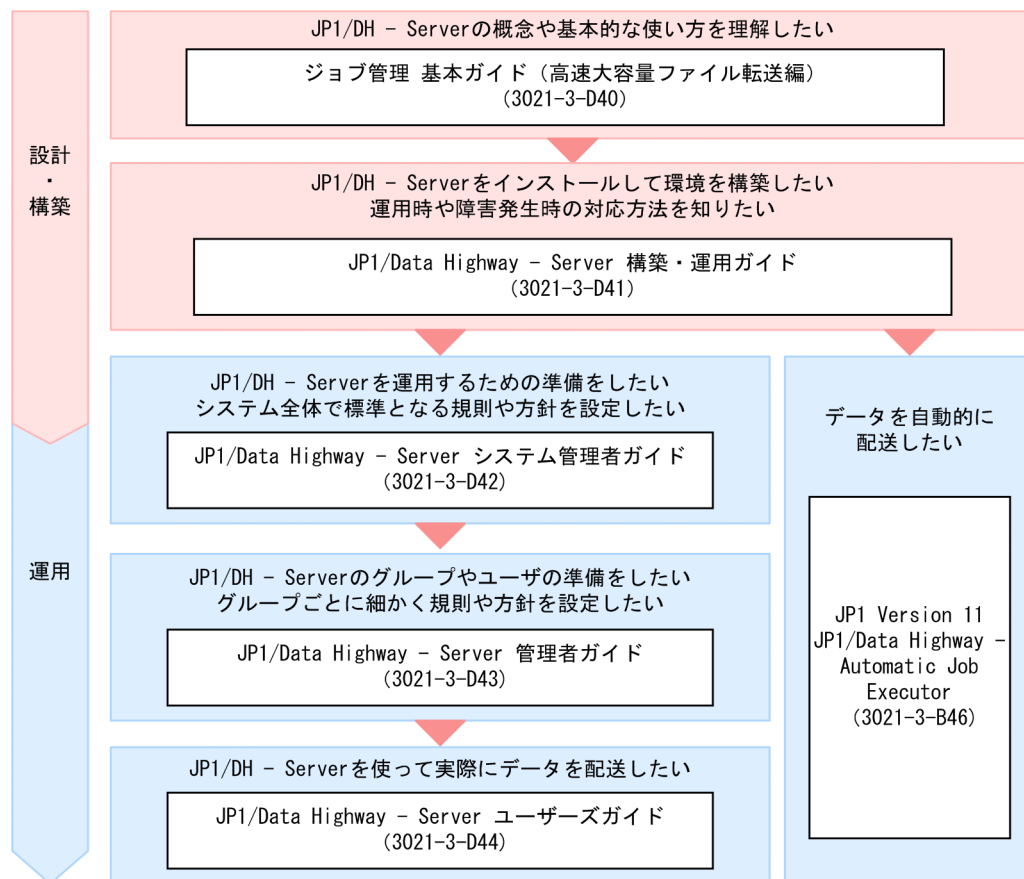 JP1/DH － Serverの概念や基本的な使い方を理解したい
ジョブ管理 基本ガイド（高速大容量ファイル転送編）
（3021-3-D40）
設計
・
構築
JP1/DH － Serverをインストールして環境を構築したい
運用時や障害発生時の対応方法を知りたい
JP1/Data Highway － Server 構築・運用ガイド
（3021-3-D41）
JP1/DH － Serverを運用するための準備をしたい
システム全体で標準となる規則や方針を設定したい
JP1/Data Highway － Server システム管理者ガイド
（3021-3-D42）
データを自動的に
配送したい
運用
JP1/DH － Serverのグループやユーザの準備をしたい
グループごとに細かく規則や方針を設定したい
JP1/Data Highway － Server 管理者ガイド
（3021-3-D43）
JP1 Version 11
JP1/Data Highway －
Automatic Job
Executor
（3021-3-B46）
JP1/DH － Serverを使って実際にデータを配送したい
JP1/Data Highway － Server ユーザーズガイド
（3021-3-D44）